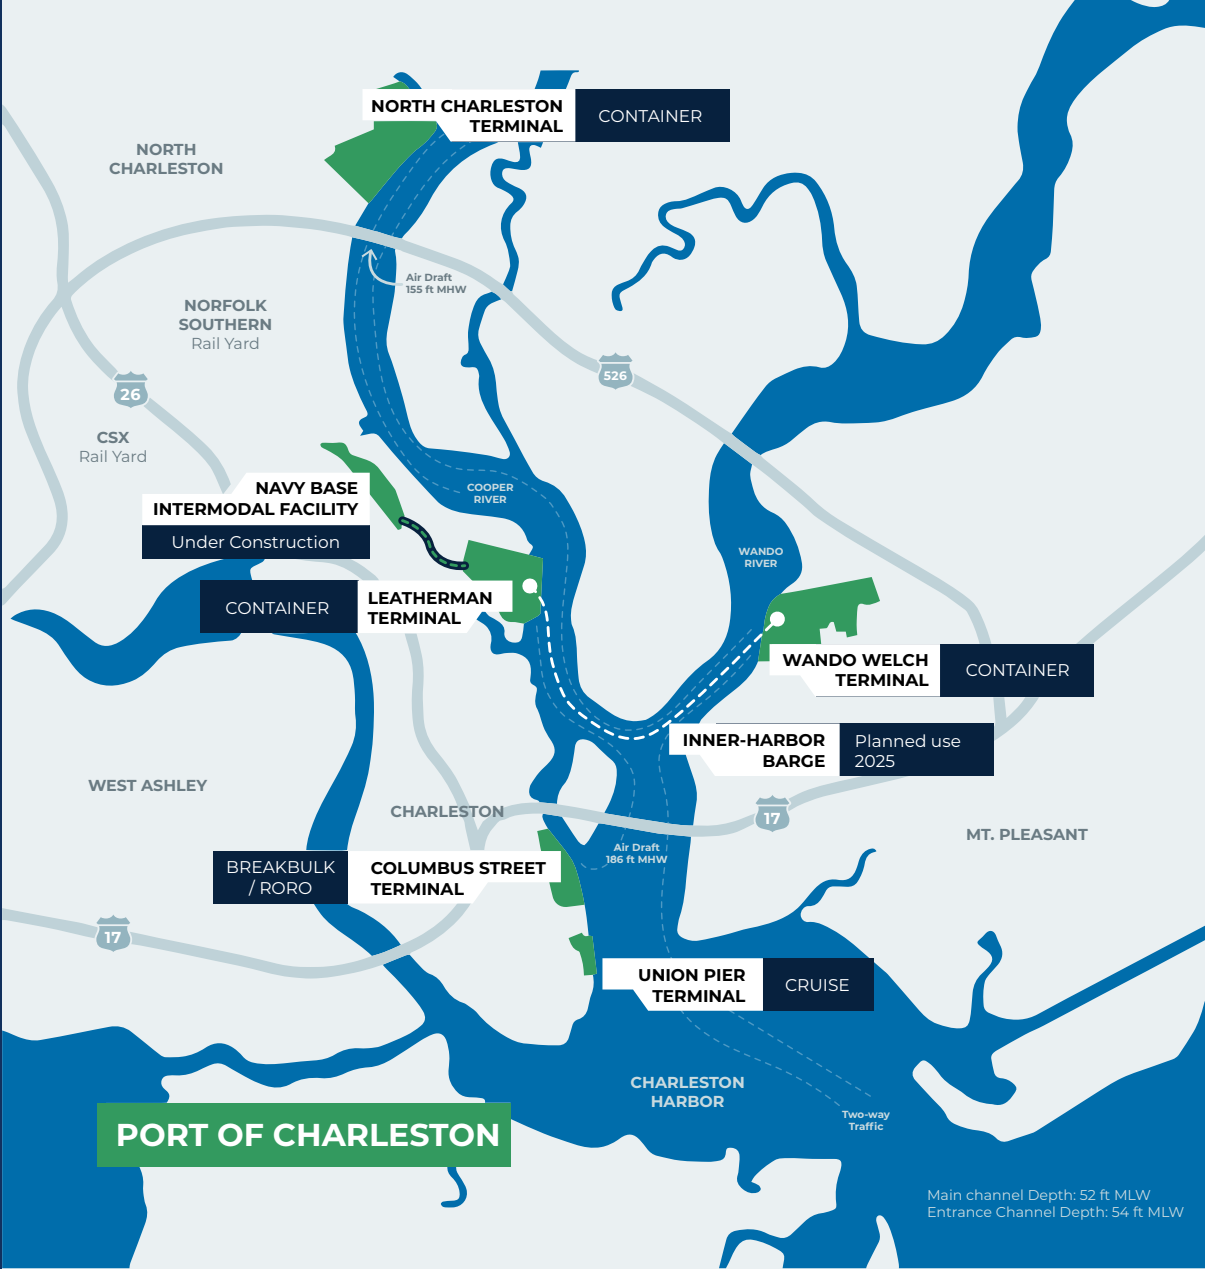 NORTH CHARLESTON
TERMINAL
CONTAINER
NORTH
CHARLESTON
Air Draft
155 ft MHW
NORFOLK
SOUTHERN
Rail Yard
526
26
CSX
Rail Yard
NAVY BASE
INTERMODAL FACILITY
Under Construction
COOPER
RIVER
WANDO
RIVER
CONTAINER
LEATHERMAN
TERMINAL
WANDO WELCH
TERMINAL
CONTAINER
INNER-HARBOR
BARGE
Planned use
2025
WEST ASHLEY
CHARLESTON
17
MT. PLEASANT
Air Draft
186 ft MHW
BREAKBULK
/ RORO
COLUMBUS STREET
TERMINAL
17
UNION PIER
TERMINAL
CRUISE
CHARLESTON
HARBOR
Two-way
Traffic
PORT OF CHARLESTON
Main channel Depth: 52 ft MLW
Entrance Channel Depth: 54 ft MLW